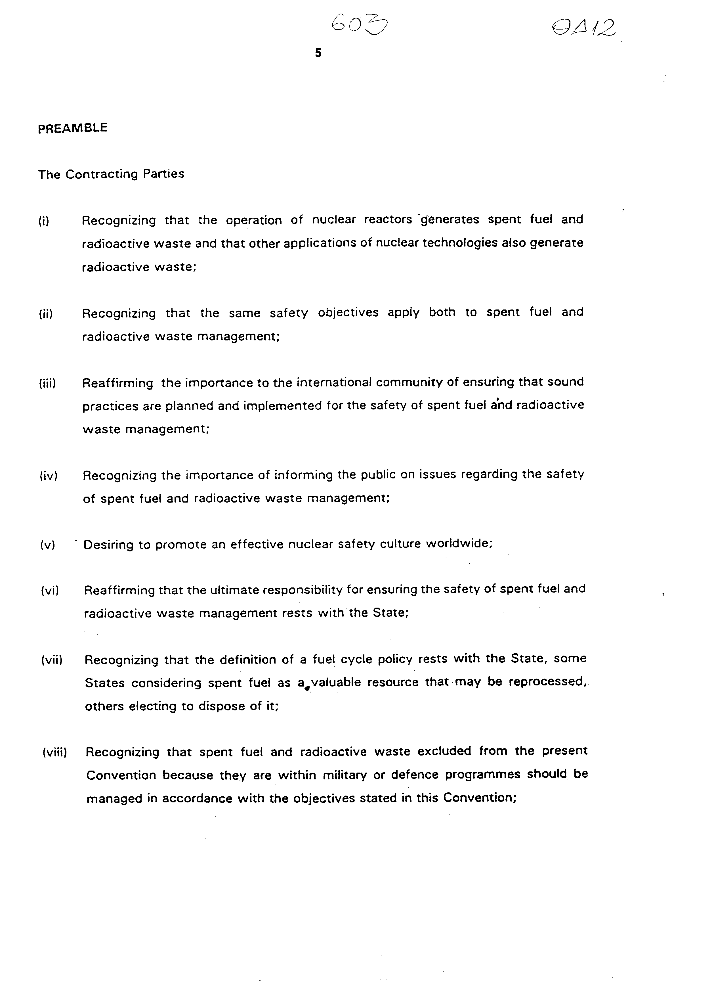 603 ΘΔ12
5
PREAMBLE
The Contracting Parties
(i) Recognizing that the operation of nuclear reactors generates spent fuel and
radioactive waste and that other applications of nuclear technologies also generate
radioactive waste;
(ii) Recognizing that the same safety objectives apply both to spent fuel and
radioactive waste management;
(iii) Reaffirming the importance to the international community of ensuring that sound
practices are planned and implemented for the safety of spent fuel and radioactive
waste management;
(iv) Recognizing the importance of informing the public on issues regarding the safety
of spent fuel and radioactive waste management;
(v) Desiring to promote an effective nuclear safety culture worldwide;
(vi) Reaffirming that the ultimate responsibility for ensuring the safety of spent fuel and
radioactive waste management rests with the State;
(vii) Recognizing that the definition of a fuel cycle policy rests with the State, some
States considering spent fuel as a valuable resource that may be reprocessed,
others electing to dispose of it;
(viii) Recognizing that spent fuel and radioactive waste excluded from the present
Convention because they are within military or defence programmes should be
managed in accordance with the objectives stated in this Convention;